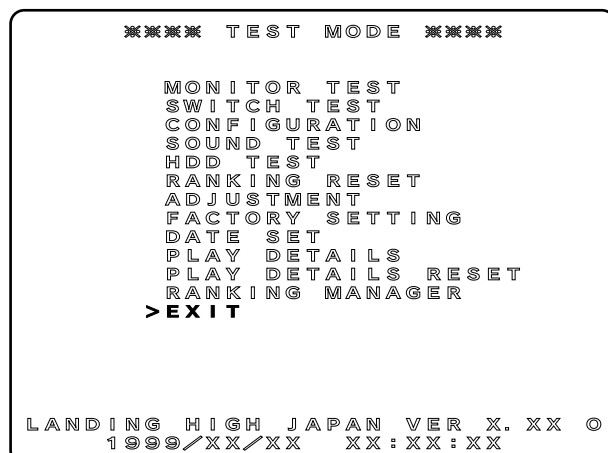 ※※※※ TEST MODE ※※※※
MONITOR TEST
SWITCH TEST
CONFIGURATION
SOUND TEST
HDD TEST
RANKING RESET
ADJUSTMENT
FACTORY SETTING
DATE SET
PLAY DETAILS
PLAY DETAILS RESET
RANKING MANAGER
>EXIT
LANDING HIGH JAPAN VER X.XX O
1999/XX/XX XX:XX:XX